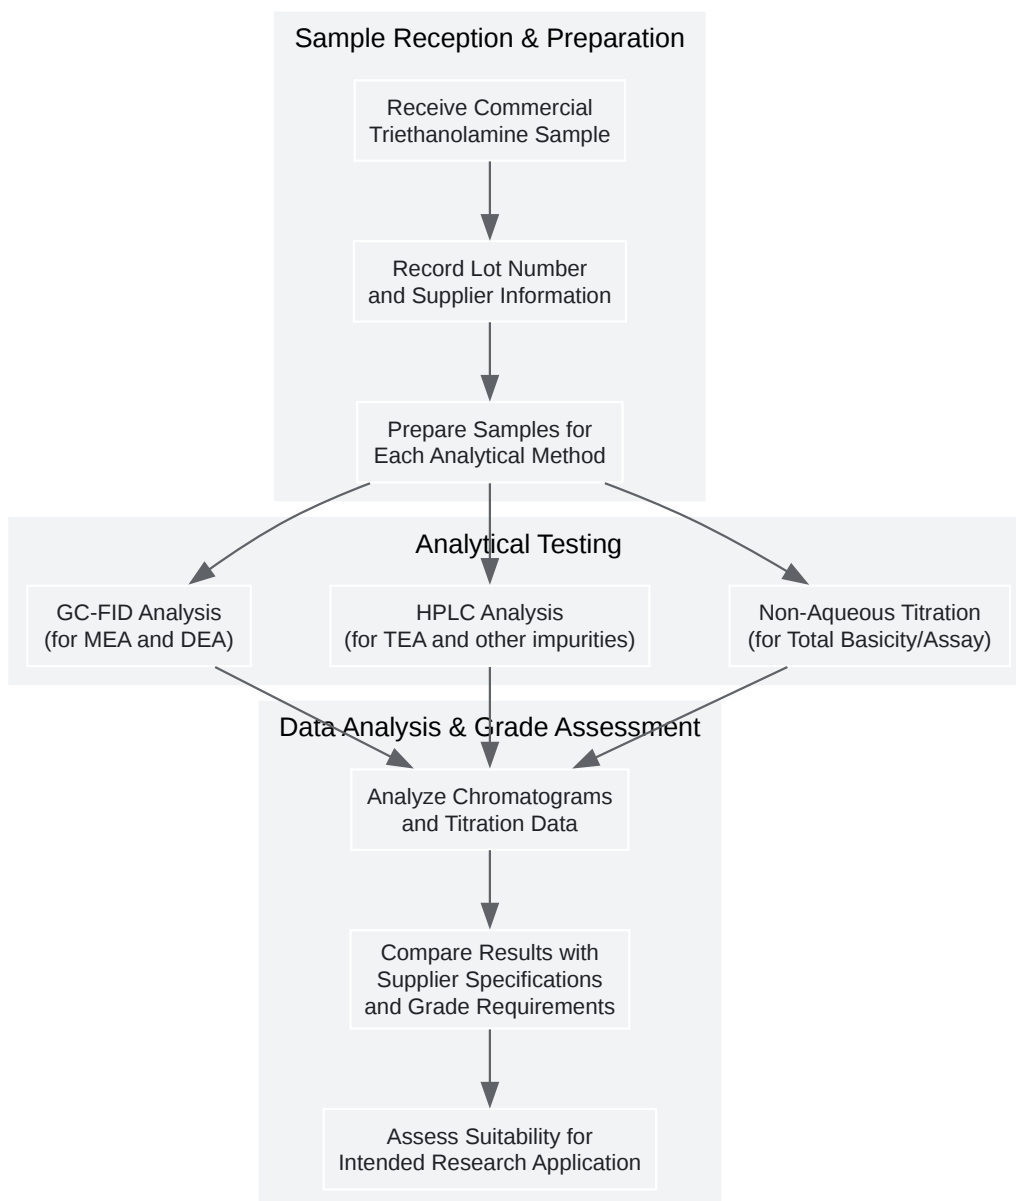 Sample Reception & Preparation
Receive Commercial
Triethanolamine Sample
Record Lot Number
and Supplier Information
Prepare Samples for
Each Analytical Method
Analytical Testing
GC-FID Analysis
(for MEA and DEA)
HPLC Analysis
(for TEA and other impurities)
Non-Aqueous Titration
(for Total Basicity/Assay)
Data Analysis & Grade Assessment
Analyze Chromatograms
and Titration Data
Compare Results with
Supplier Specifications
and Grade Requirements
Assess Suitability for
Intended Research Application